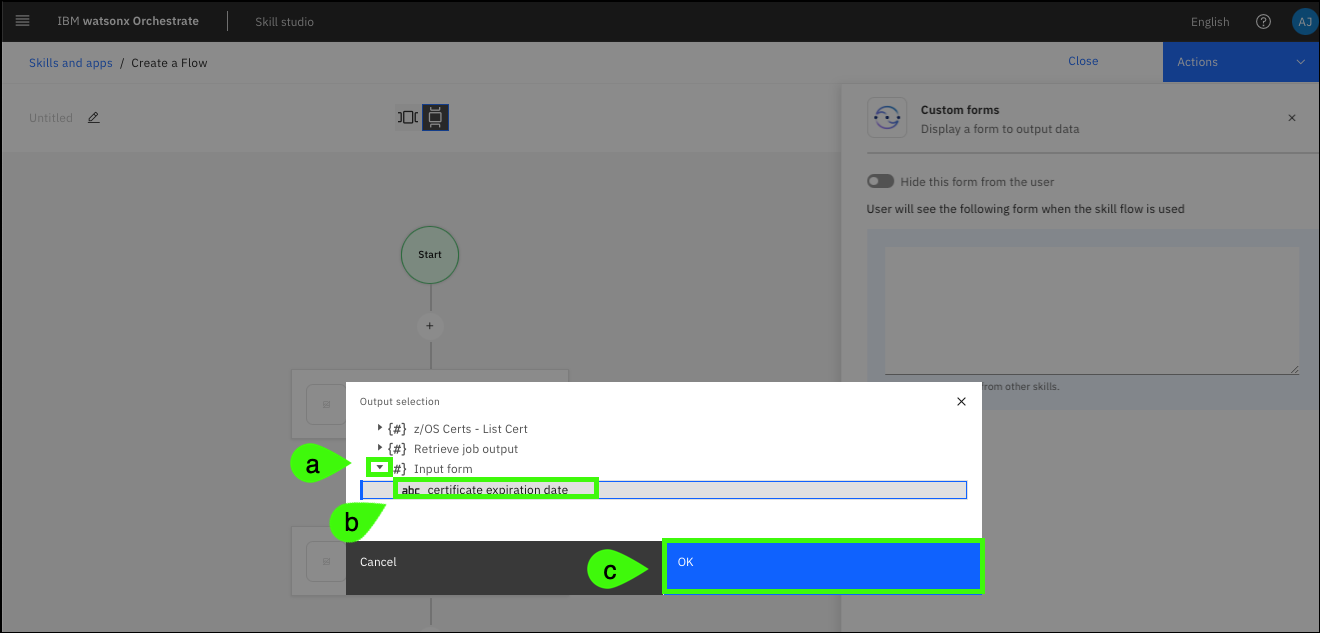 IBM watsonx Orchestrate
Skill studio
English
AJ
Skills and apps / Create a Flow
Close
Actions
Untitled
Custom forms
Display a form to output data
Hide this form from the user
User will see the following form when the skill flow is used
Start
+
from other skills.
Output selection
{#} z/OS Certs - List Cert
{#} Retrieve job output
a
#} Input form
abc certificate expiration date
b
Cancel
c
OK